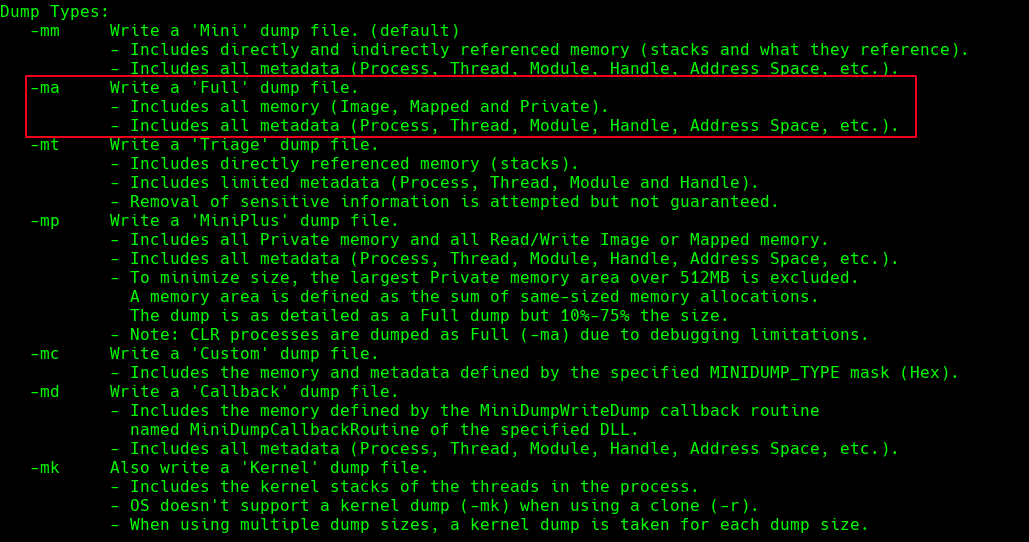 Dump Types:
-mm Write a 'Mini' dump file. (default)
- Includes directly and indirectly referenced memory (stacks and what they reference).
- Includes all metadata (Process, Thread, Module, Handle, Address Space, etc.).
-ma Write a 'Full' dump file.
- Includes all memory (Image, Mapped and Private).
- Includes all metadata (Process, Thread, Module, Handle, Address Space, etc.).
-mt Write a 'Triage' dump file.
- Includes directly referenced memory (stacks).
- Includes limited metadata (Process, Thread, Module and Handle).
- Removal of sensitive information is attempted but not guaranteed.
-mp Write a 'MiniPlus' dump file.
- Includes all Private memory and all Read/Write Image or Mapped memory.
- Includes all metadata (Process, Thread, Module, Handle, Address Space, etc.).
- To minimize size, the largest Private memory area over 512MB is excluded.
A memory area is defined as the sum of same-sized memory allocations.
The dump is as detailed as a Full dump but 10%-75% the size.
- Note: CLR processes are dumped as Full (-ma) due to debugging limitations.
-mc Write a 'Custom' dump file.
- Includes the memory and metadata defined by the specified MINIDUMP_TYPE mask (Hex).
-md Write a 'Callback' dump file.
- Includes the memory defined by the MiniDumpWriteDump callback routine
named MiniDumpCallbackRoutine of the specified DLL.
- Includes all metadata (Process, Thread, Module, Handle, Address Space, etc.).
-mk Also write a 'Kernel' dump file.
- Includes the kernel stacks of the threads in the process.
- OS doesn't support a kernel dump (-mk) when using a clone (-r).
- When using multiple dump sizes, a kernel dump is taken for each dump size.